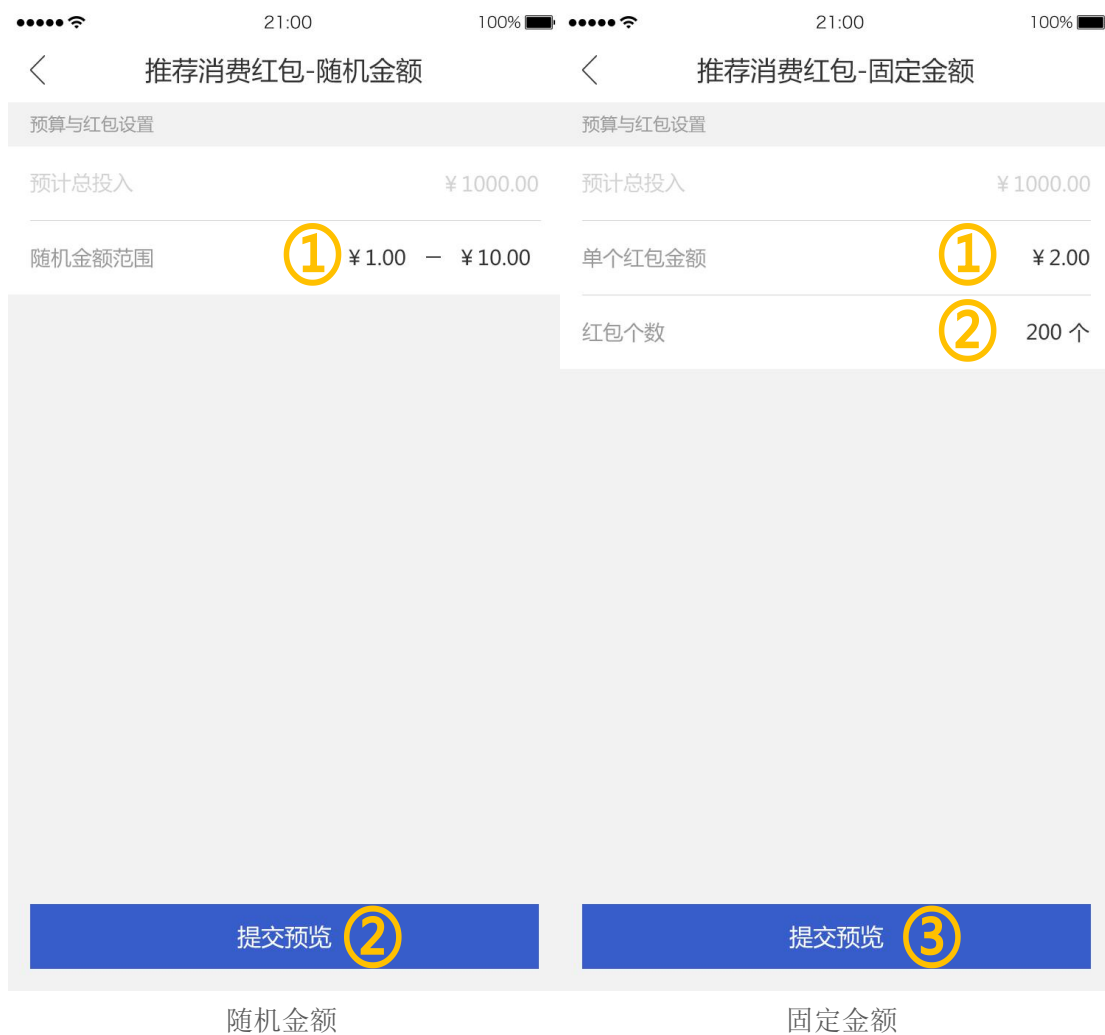 21:00
100%
推荐消费红包-随机金额
预算与红包设置
预计总投入 ¥1000.00
随机金额范围 ① ¥1.00 — ¥10.00
提交预览 ②
随机金额
21:00
100%
推荐消费红包-固定金额
预算与红包设置
预计总投入 ¥1000.00
单个红包金额 ① ¥2.00
红包个数 ② 200 个
提交预览 ③
固定金额